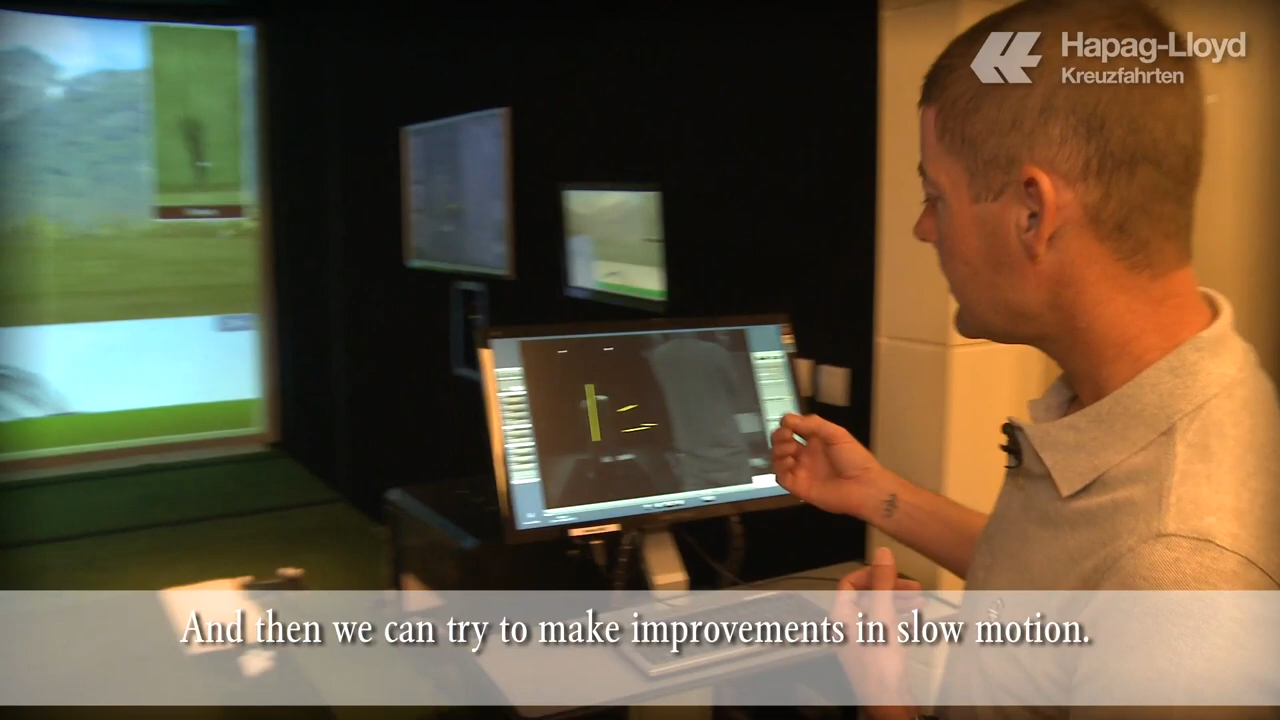 Hapag-Lloyd
Kreuzfahrten
And then we can try to make improvements in slow motion.